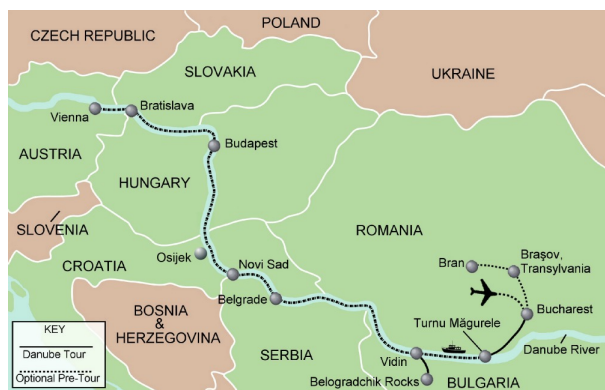 POLAND
CZECH REPUBLIC
UKRAINE
SLOVAKIA
Bratislava
Vienna
Budapest
AUSTRIA
HUNGARY
ROMANIA
SLOVENIA
Osijek
Novi Sad
Bran
Braşov,
Transylvania
CROATIA
Belgrade
Bucharest
BOSNIA
&
HERZEGOVINA
Turnu Măgurele
KEY
Danube Tour
Optional Pre-Tour
SERBIA
Vidin
Danube River
Belogradchik Rocks
BULGARIA